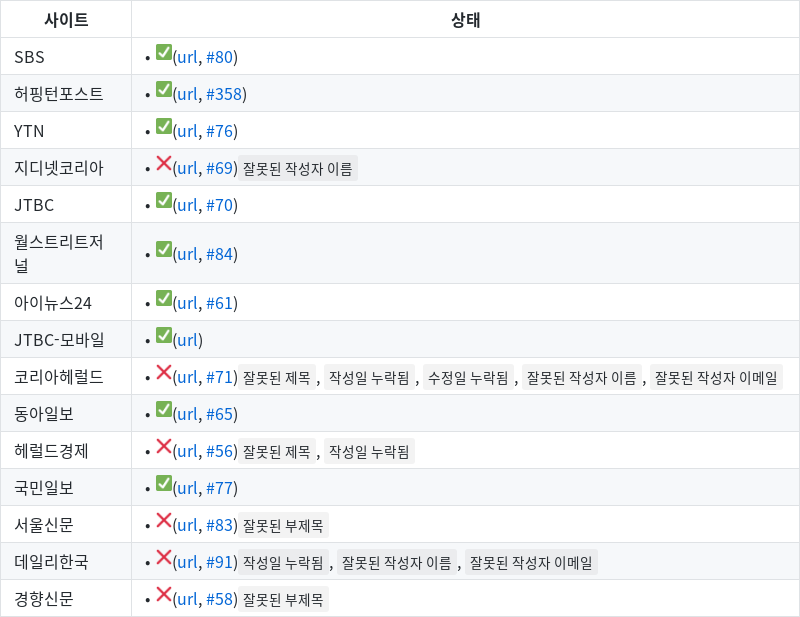 사이트 상태
SBS • ✅(url, #80)
허핑턴포스트 • ✅(url, #358)
YTN • ✅(url, #76)
지디넷코리아 • ❌(url, #69) 잘못된 작성자 이름
JTBC • ✅(url, #70)
월스트리트저
널 • ✅(url, #84)
아이뉴스24 • ✅(url, #61)
JTBC-모바일 • ✅(url)
코리아헤럴드 • ❌(url, #71) 잘못된 제목 , 작성일 누락됨 , 수정일 누락됨 , 잘못된 작성자 이름 , 잘못된 작성자 이메일
동아일보 • ✅(url, #65)
헤럴드경제 • ❌(url, #56) 잘못된 제목 , 작성일 누락됨
국민일보 • ✅(url, #77)
서울신문 • ❌(url, #83) 잘못된 부제목
데일리한국 • ❌(url, #91) 작성일 누락됨 , 잘못된 작성자 이름 , 잘못된 작성자 이메일
경향신문 • ❌(url, #58) 잘못된 부제목